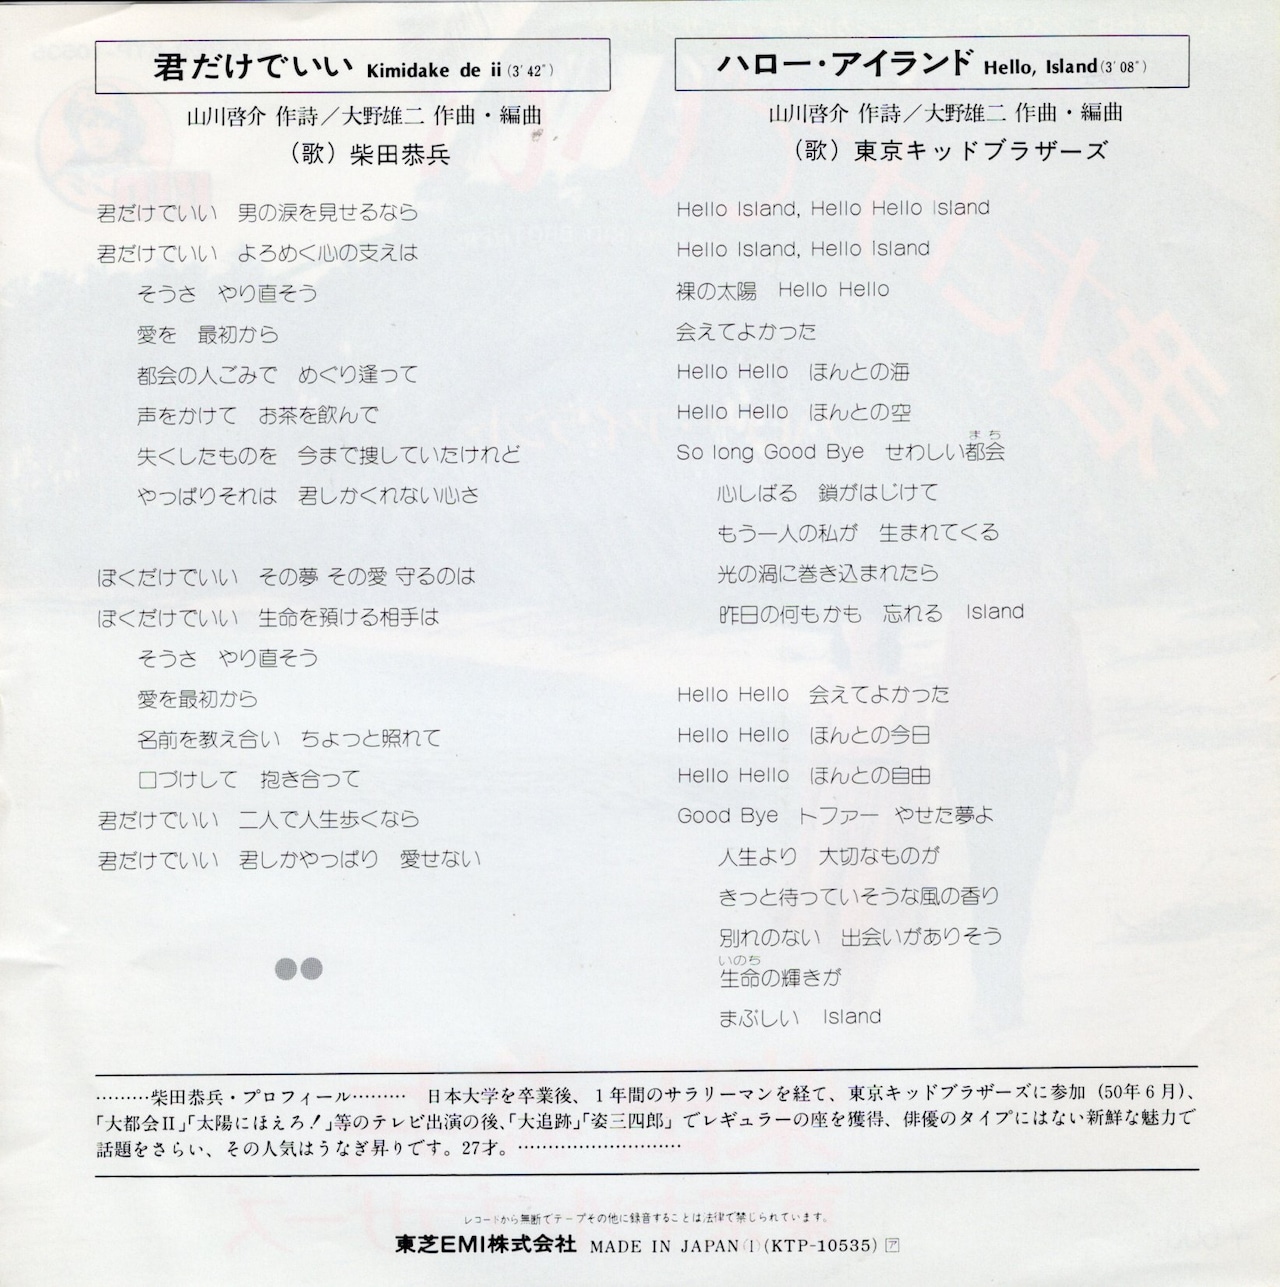 君だけでいい Kimidake de ii (3'42")
山川啓介 作詩／大野雄二 作曲・編曲
（歌）柴田恭兵
君だけでいい　男の涙を見せるなら
君だけでいい　よろめく心の支えは
そうさ　やり直そう
愛を　最初から
都会の人ごみで　めぐり逢って
声をかけて　お茶を飲んで
失くしたものを　今まで捜していたけれど
やっぱりそれは　君しかくれない心さ
ぼくだけでいい　その夢 その愛 守るのは
ぼくだけでいい　生命を預ける相手は
そうさ　やり直そう
愛を最初から
名前を教え合い　ちょっと照れて
口づけして　抱き合って
君だけでいい　二人で人生歩くなら
君だけでいい　君しかやっぱり　愛せない
ハロー・アイランド Hello, Island (3'08")
山川啓介 作詩／大野雄二 作曲・編曲
（歌）東京キッドブラザーズ
Hello Island, Hello Hello Island
Hello Island, Hello Island
裸の太陽　Hello Hello
会えてよかった
Hello Hello　ほんとの海
Hello Hello　ほんとの空
まち
So long Good Bye　せわしい都会
心しばる　鎖がはじけて
もう一人の私が　生まれてくる
光の渦に巻き込まれたら
昨日の何もかも　忘れる　Island
Hello Hello　会えてよかった
Hello Hello　ほんとの今日
Hello Hello　ほんとの自由
Good Bye　トファー　やせた夢よ
人生より　大切なものが
きっと待っていそうな風の香り
別れのない　出会いがありそう
いのち
生命の輝きが
まぶしい　Island
………柴田恭兵・プロフィール………　日本大学を卒業後、1年間のサラリーマンを経て、東京キッドブラザーズに参加（50年6月）、
「大都会II」「太陽にほえろ！」等のテレビ出演の後、「大追跡」「姿三四郎」でレギュラーの座を獲得、俳優のタイプにはない新鮮な魅力で
話題をさらい、その人気はうなぎ昇りです。27才。………………………
レコードから無断でテープその他に録音することは法律で禁じられています。
東芝EMI株式会社 MADE IN JAPAN (I) (KTP-10535) ア